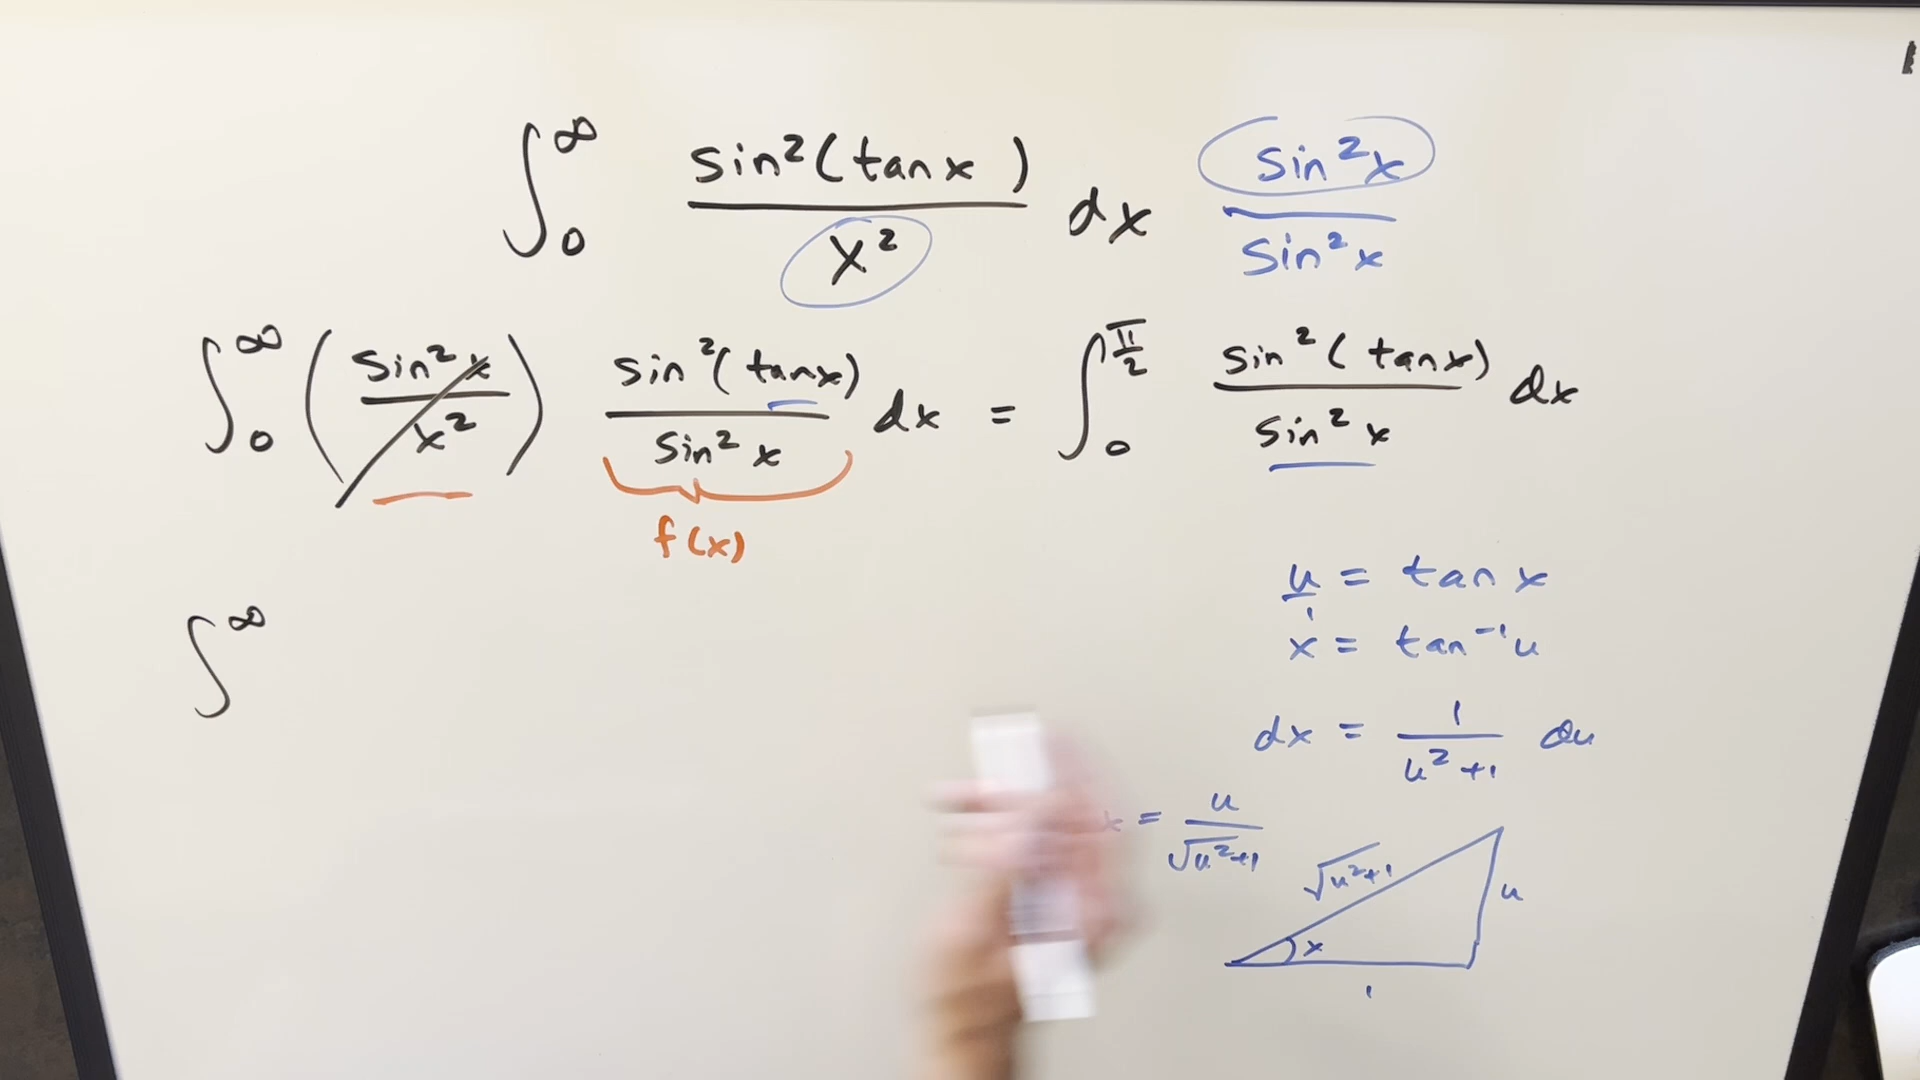 ∫₀^∞ sin²(tan x) / x² dx   sin²x / sin²x
∫₀^∞ (sin²x / x²) sin²(tan x) / sin²x dx = ∫₀^(π/2) sin²(tan x) / sin²x dx
f(x)
u = tan x
∫^∞
x = tan⁻¹u
dx = 1 / (u²+1) du
x = u / √(u²+1)
√(u²+1)
u
x
1